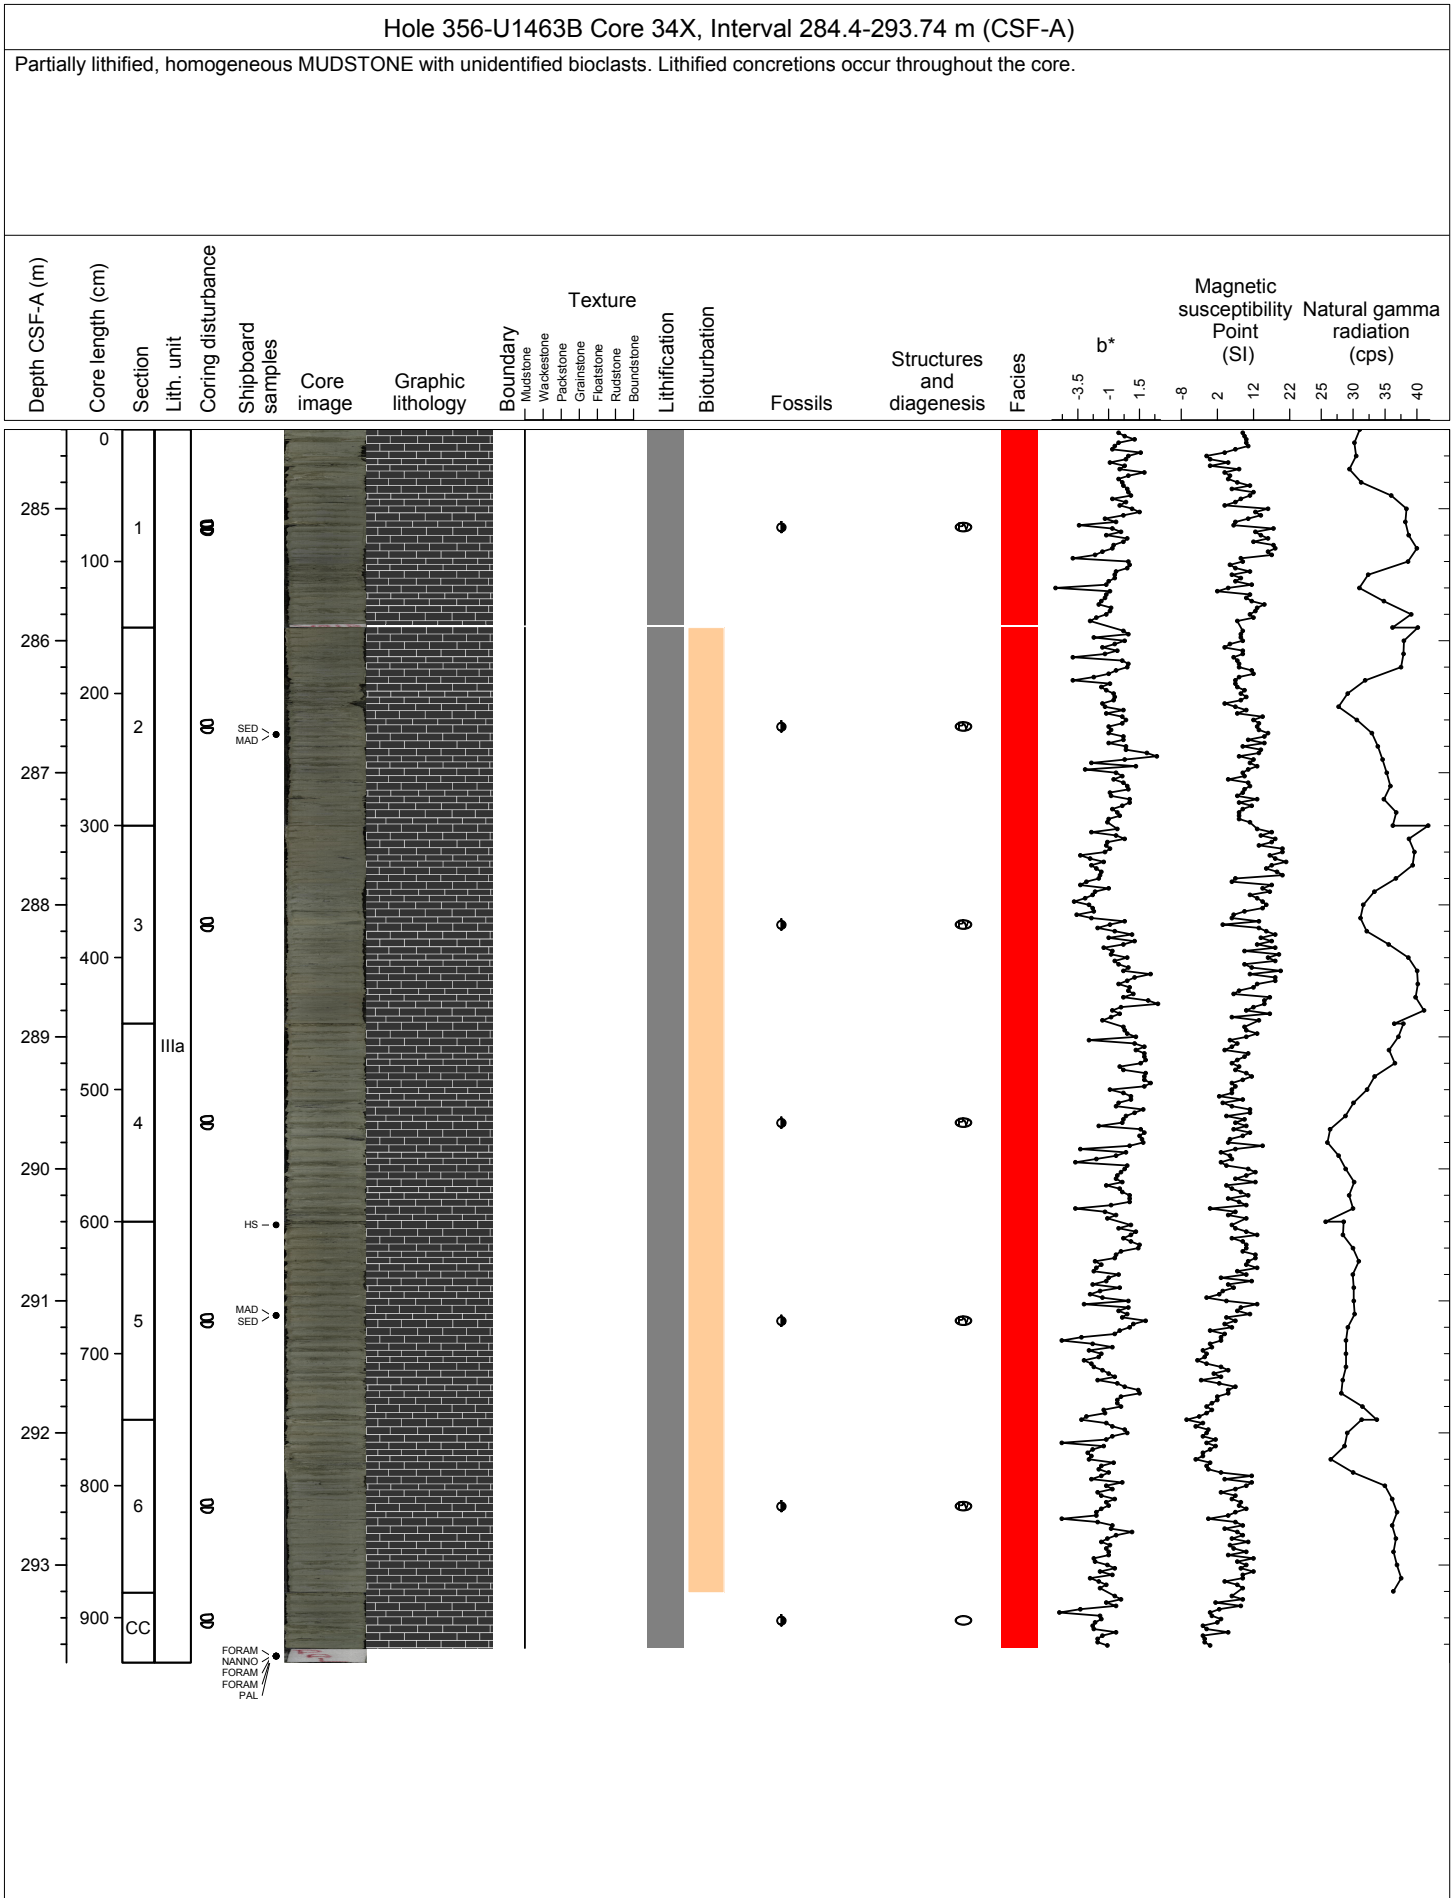 Hole 356-U1463B Core 34X, Interval 284.4-293.74 m (CSF-A)
Partially lithified, homogeneous MUDSTONE with unidentified bioclasts. Lithified concretions occur throughout the core.
Depth CSF-A (m)
Core length (cm)
Section
Lith. unit
Coring disturbance
Shipboard
samples
Core
image
Graphic
lithology
Boundary
Texture
Mudstone
Wackestone
Packstone
Grainstone
Floatstone
Rudstone
Boundstone
Lithification
Bioturbation
Fossils
Structures
and
diagenesis
Facies
b*
-3.5
-1
1.5
Magnetic
susceptibility
Point
(SI)
-8
2
12
22
Natural gamma
radiation
(cps)
25
30
35
40
285
286
287
288
289
290
291
292
293
0
100
200
300
400
500
600
700
800
900
1
2
3
4
5
6
CC
IIIa
SED
MAD
HS
MAD
SED
FORAM
NANNO
FORAM
FORAM
PAL
Py
Py
Py
Py
Py
Py